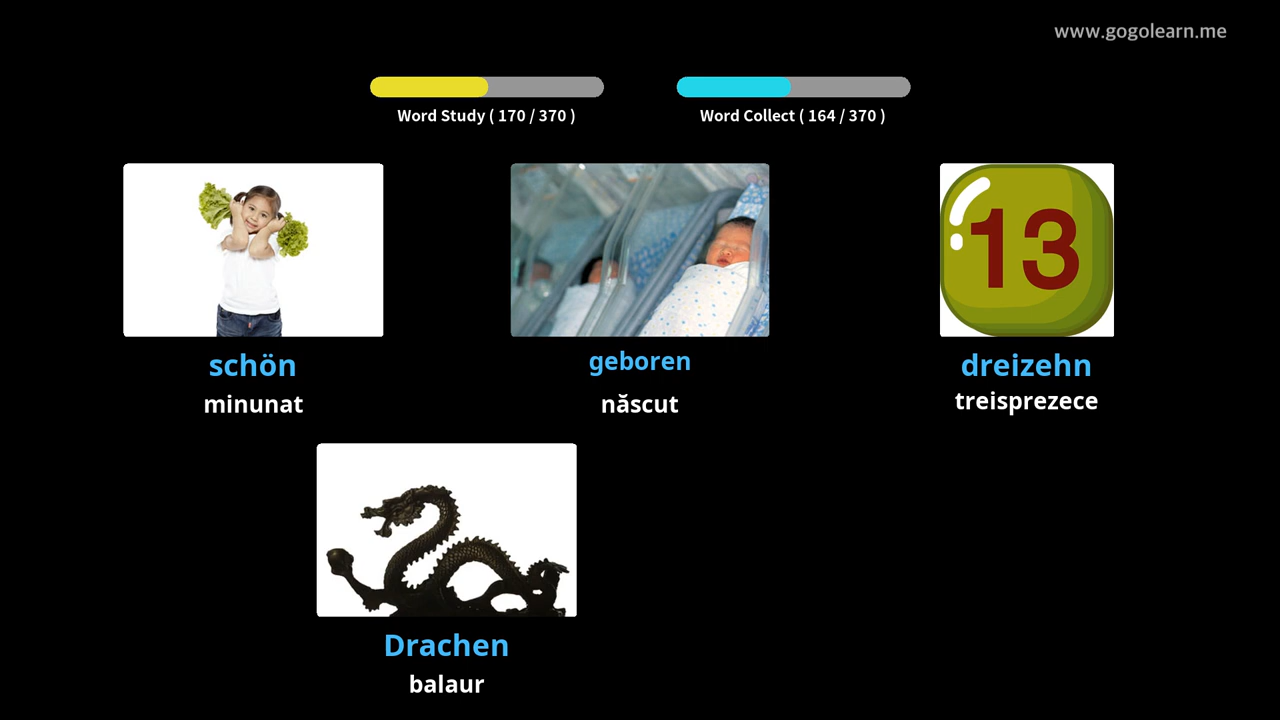 www.gogolearn.me
Word Study ( 170 / 370 )
Word Collect ( 164 / 370 )
13
schön
minunat
geboren
născut
dreizehn
treisprezece
Drachen
balaur